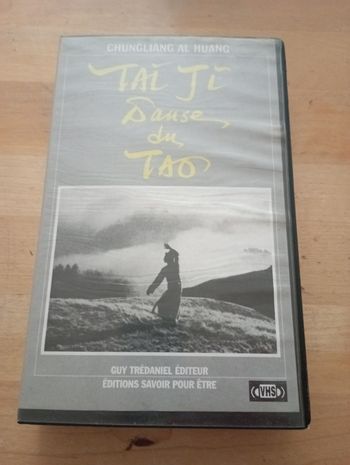 CHUNGLIANG AL HUANG
TAI JI
Danse
du
TAO
GUY TRÉDANIEL ÉDITEUR
ÉDITIONS SAVOIR POUR ÊTRE
VHS